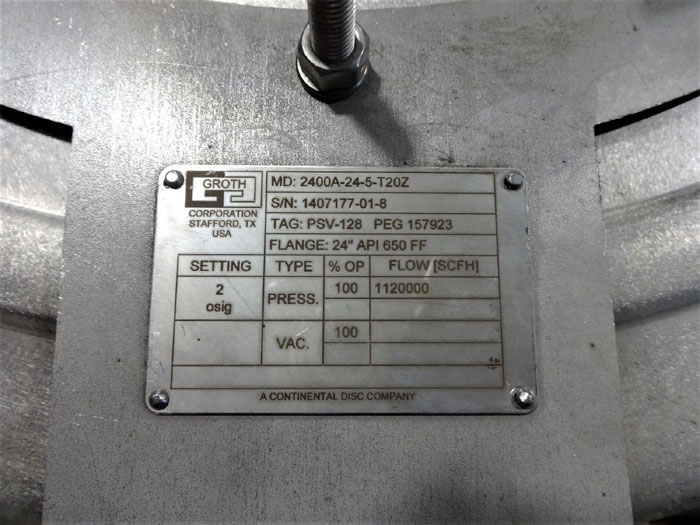 GROTH
CORPORATION
STAFFORD, TX
USA
MD: 2400A-24-5-T20Z
S/N: 1407177-01-8
TAG: PSV-128 PEG 157923
FLANGE: 24" API 650 FF
SETTING TYPE % OP FLOW [SCFH]
2 osig PRESS. 100 1120000
VAC. 100
A CONTINENTAL DISC COMPANY